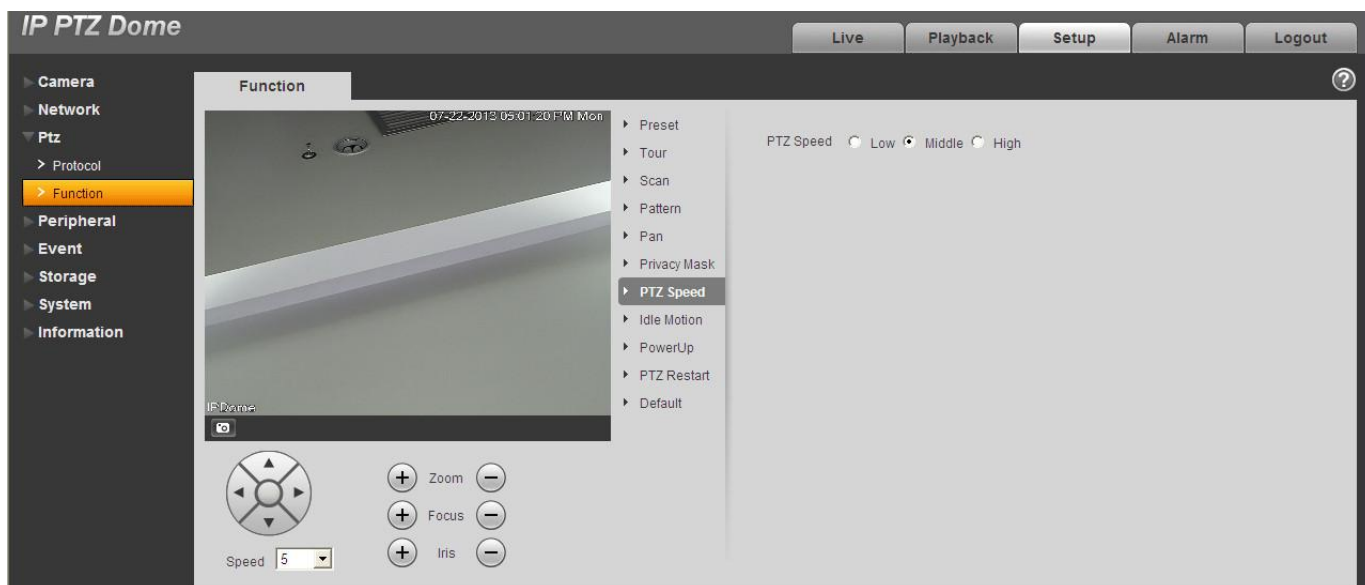 IP PTZ Dome
Live
Playback
Setup
Alarm
Logout
Camera
Network
Ptz
Protocol
Function
Peripheral
Event
Storage
System
Information
Function
?
07-22-2013 05:01:20 PM Mon
IP Dome
Preset
Tour
Scan
Pattern
Pan
Privacy Mask
PTZ Speed
Idle Motion
PowerUp
PTZ Restart
Default
PTZ Speed Low Middle High
Zoom
Focus
Iris
Speed 5